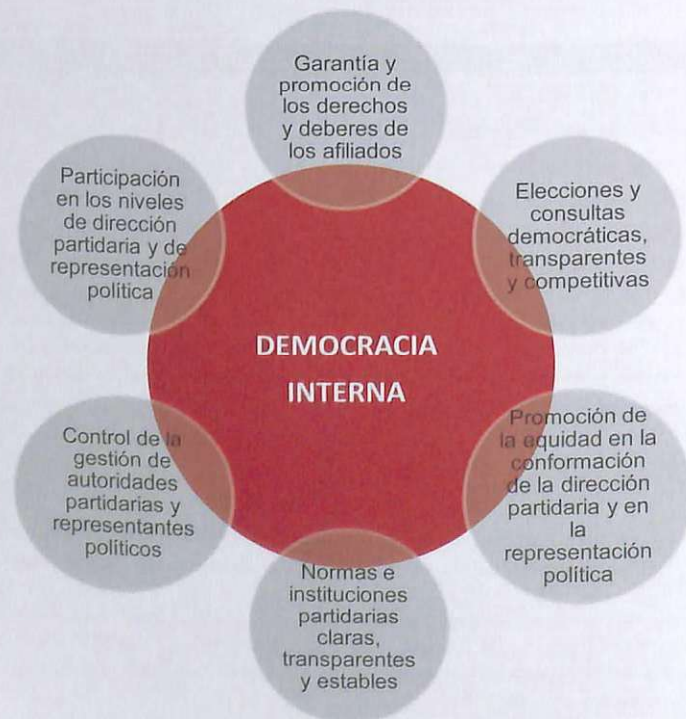 Garantía y
promoción de
los derechos
y deberes de
los afiliados
Participación
en los niveles
de dirección
partidaria y de
representación
política
Elecciones y
consultas
democráticas,
transparentes
y competitivas
DEMOCRACIA
INTERNA
Control de la
gestión de
autoridades
partidarias y
representantes
políticos
Promoción de
la equidad en la
conformación
de la dirección
partidaria y en
la
representación
política
Normas e
instituciones
partidarias
claras,
transparentes
y estables